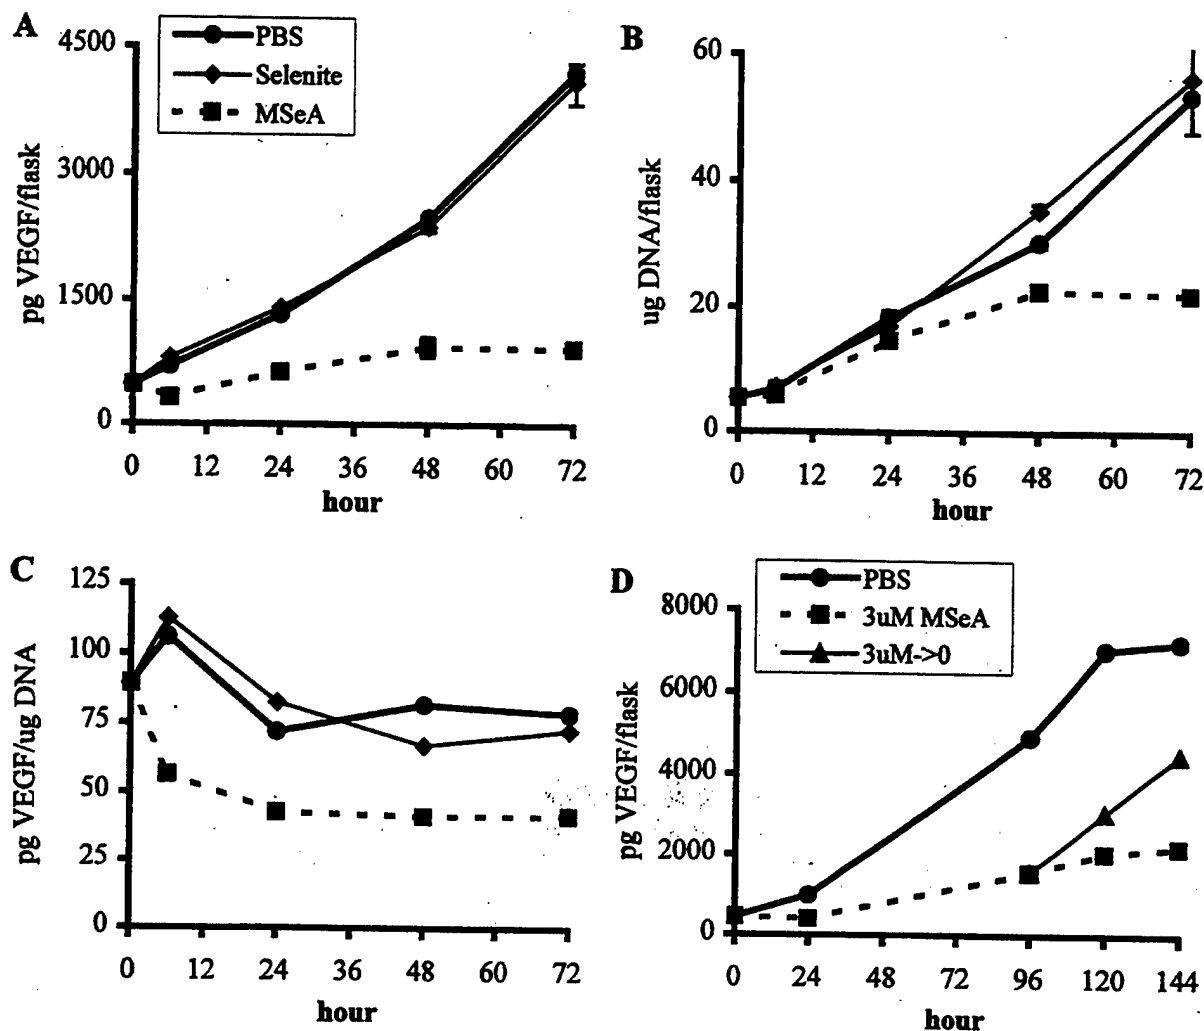 A
PBS
Selenite
MSeA
4500
3000
1500
0
pg VEGF/flask
0 12 24 36 48 60 72
hour
B
60
40
20
0
ug DNA/flask
0 12 24 36 48 60 72
hour
C
125
100
75
50
25
0
pg VEGF/ug DNA
0 12 24 36 48 60 72
hour
D
PBS
3uM MSeA
3uM->0
8000
6000
4000
2000
0
pg VEGF/flask
0 24 48 72 96 120 144
hour